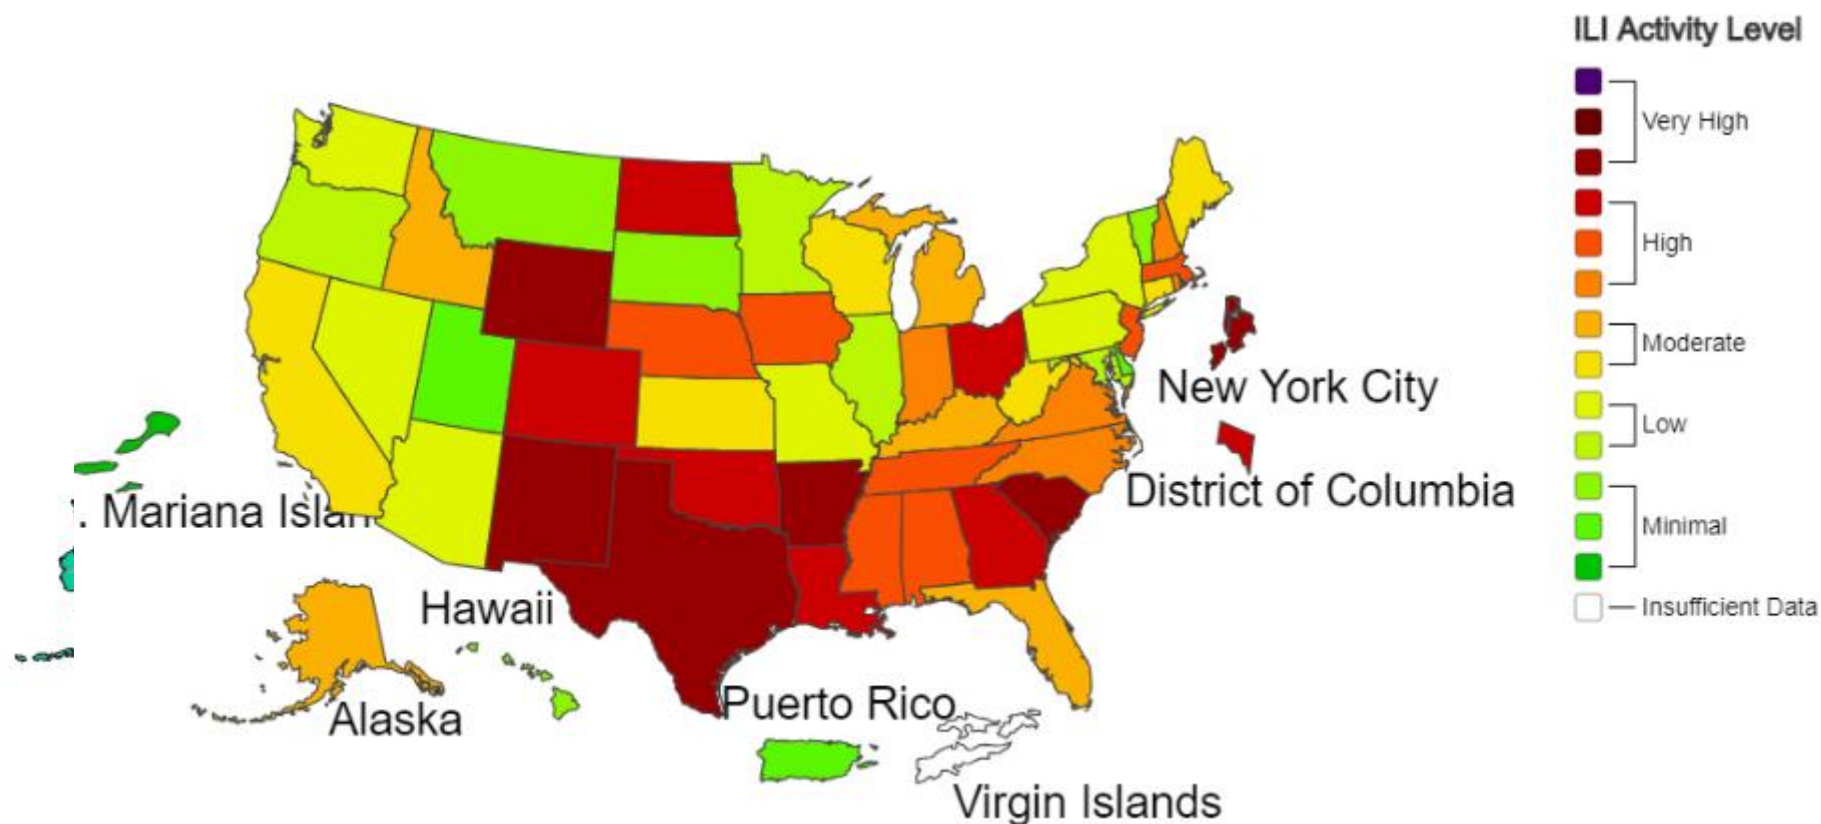 ILI Activity Level
Very High
High
Moderate
Low
Minimal
Insufficient Data
New York City
District of Columbia
. Mariana Islan
Hawaii
Alaska
Puerto Rico
Virgin Islands